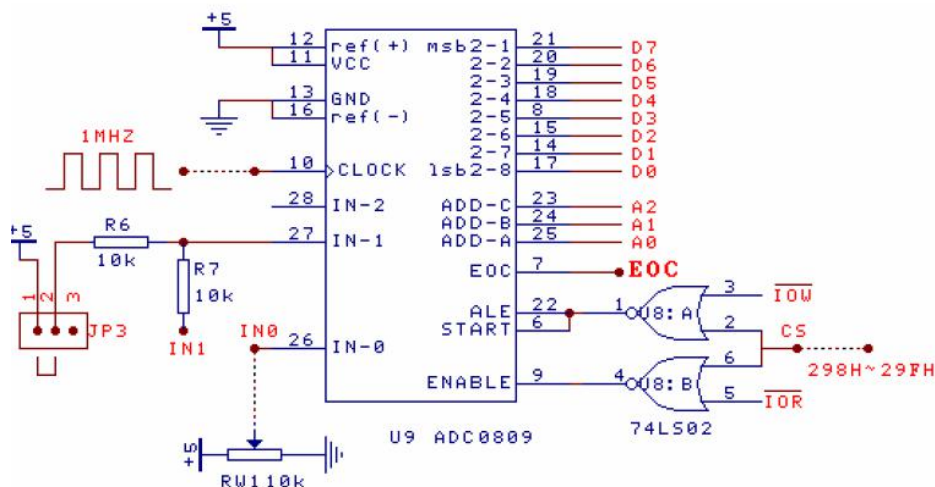 +5
12 ref(+) msb2-1 21 D7
11 VCC 2-2 20 D6
2-3 19 D5
13 GND 2-4 18 D4
16 ref(-) 2-5 8 D3
1MHZ 2-6 15 D2
2-7 14 D1
10 CLOCK lsb2-8 17 D0
28 IN-2 ADD-C 23 A2
R6 ADD-B 24 A1
+5 27 IN-1 ADD-A 25 A0
10k
R7 EOC 7 EOC
10k
1 2 3 ALE 22 1 U8:A 3 IOW
JP3 START 6 2 CS
IN1 IN0 26 IN-0 6 298H~29FH
ENABLE 9 4 U8:B 5 IOR
74LS02
U9 ADC0809
+5
RW110k